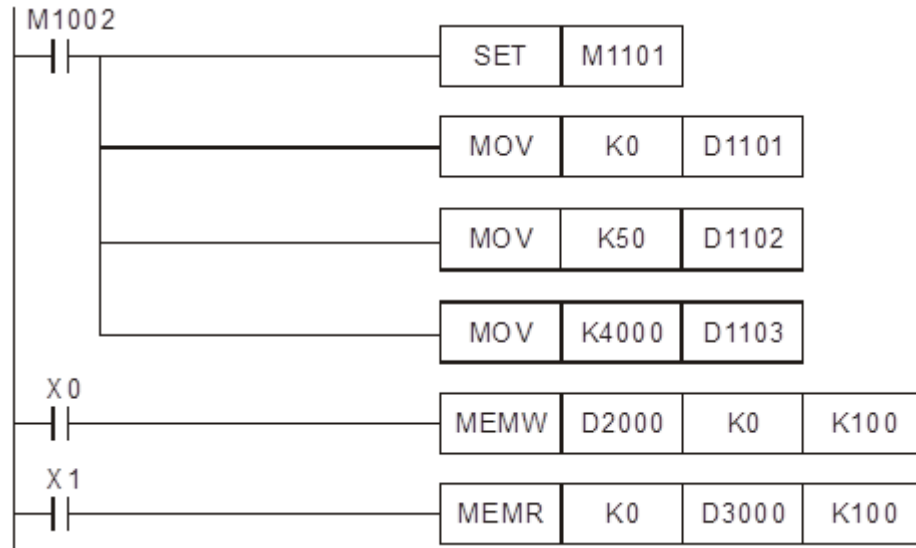 M1002
SET M1101
MOV K0 D1101
MOV K50 D1102
MOV K4000 D1103
X0
MEMW D2000 K0 K100
X1
MEMR K0 D3000 K100